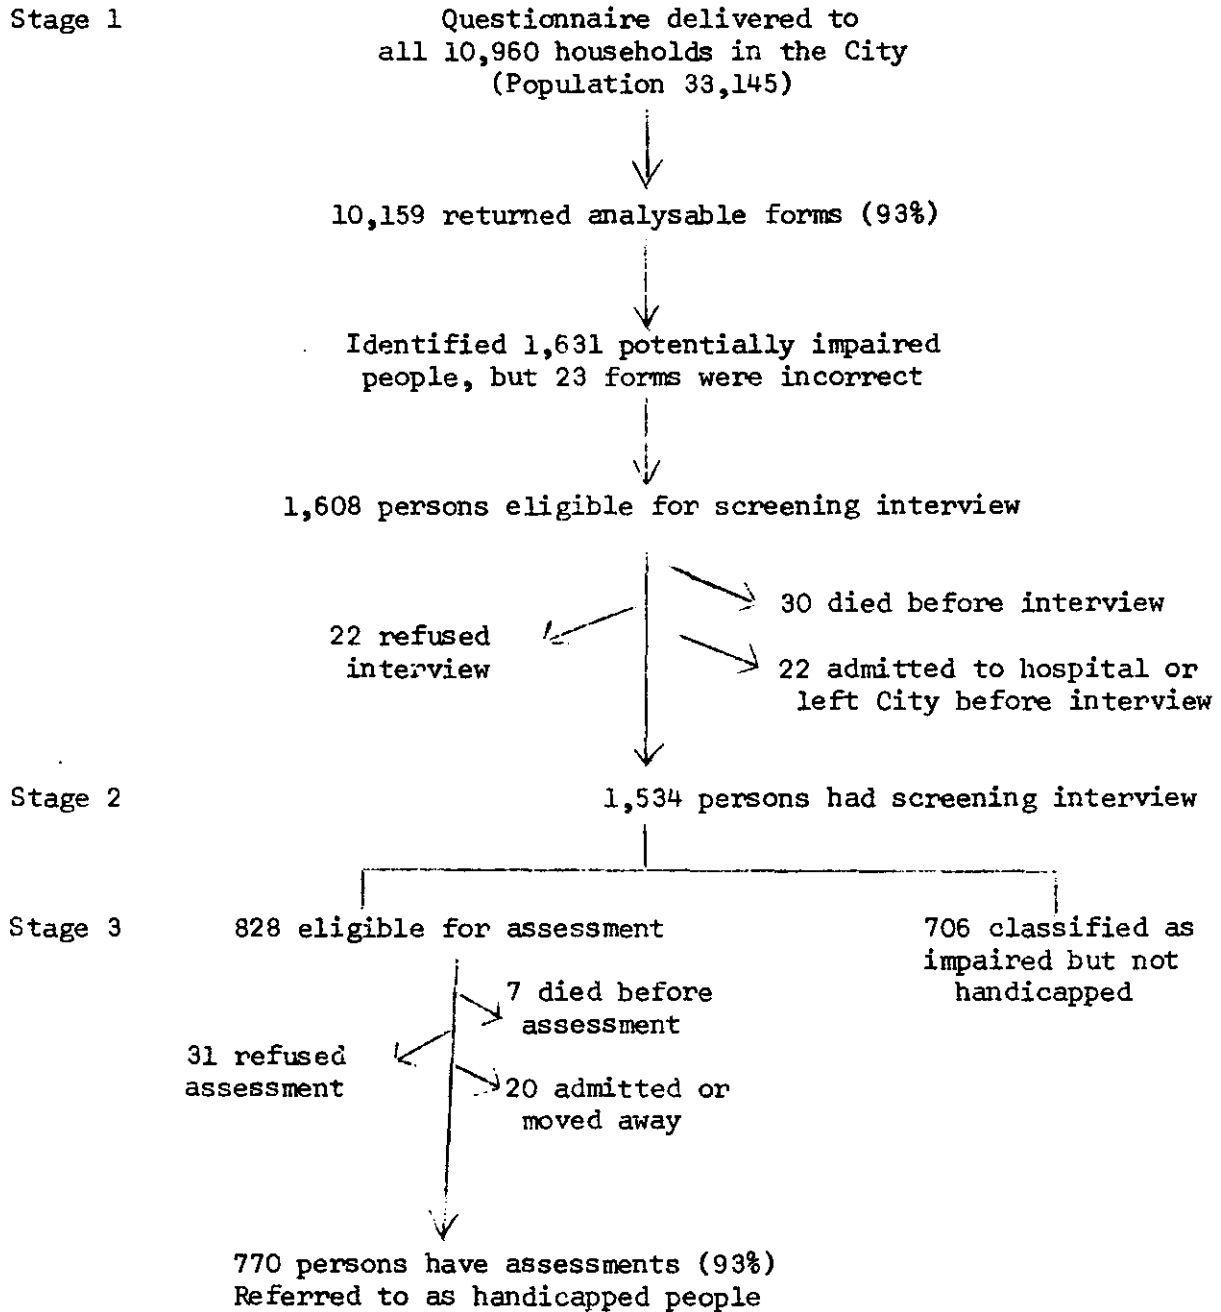 Stage 1
Questionnaire delivered to
all 10,960 households in the City
(Population 33,145)
10,159 returned analysable forms (93%)
Identified 1,631 potentially impaired
people, but 23 forms were incorrect
1,608 persons eligible for screening interview
30 died before interview
22 refused
interview
22 admitted to hospital or
left City before interview
Stage 2
1,534 persons had screening interview
Stage 3
828 eligible for assessment
706 classified as
impaired but not
handicapped
7 died before
assessment
31 refused
assessment
20 admitted or
moved away
770 persons have assessments (93%)
Referred to as handicapped people